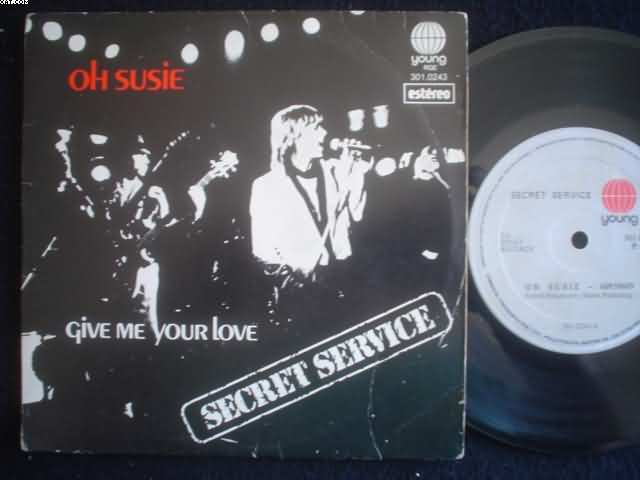 OH SUSIE
young
RGE
301.0243
estéreo
GIVE ME YOUR LOVE
SECRET SERVICE
SECRET SERVICE
young
OH SUSIE